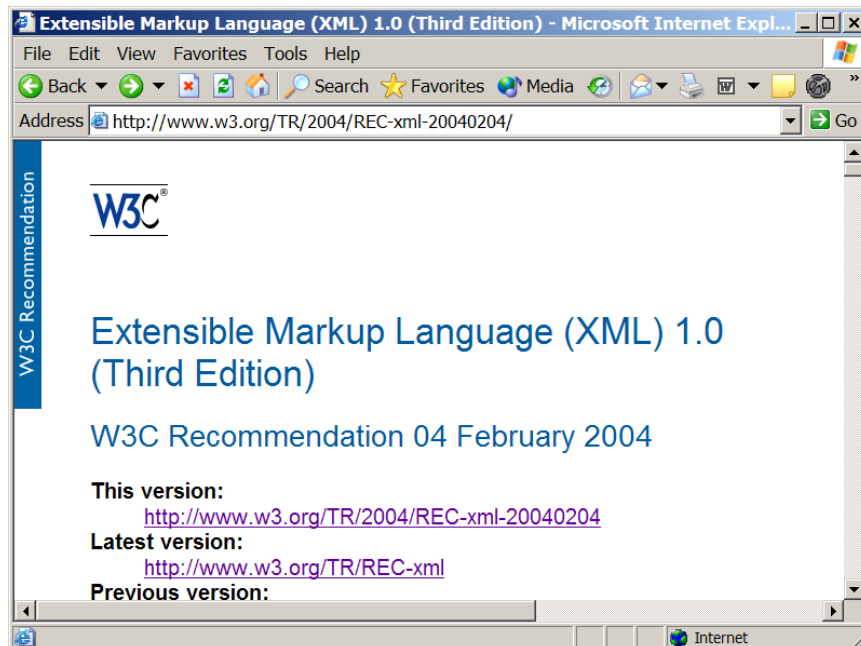 Extensible Markup Language (XML) 1.0 (Third Edition) - Microsoft Internet Expl...
File Edit View Favorites Tools Help
Back Search Favorites Media »
Address http://www.w3.org/TR/2004/REC-xml-20040204/ Go
W3C Recommendation
W3C®
Extensible Markup Language (XML) 1.0
(Third Edition)
W3C Recommendation 04 February 2004
This version:
http://www.w3.org/TR/2004/REC-xml-20040204
Latest version:
http://www.w3.org/TR/REC-xml
Previous version:
Internet